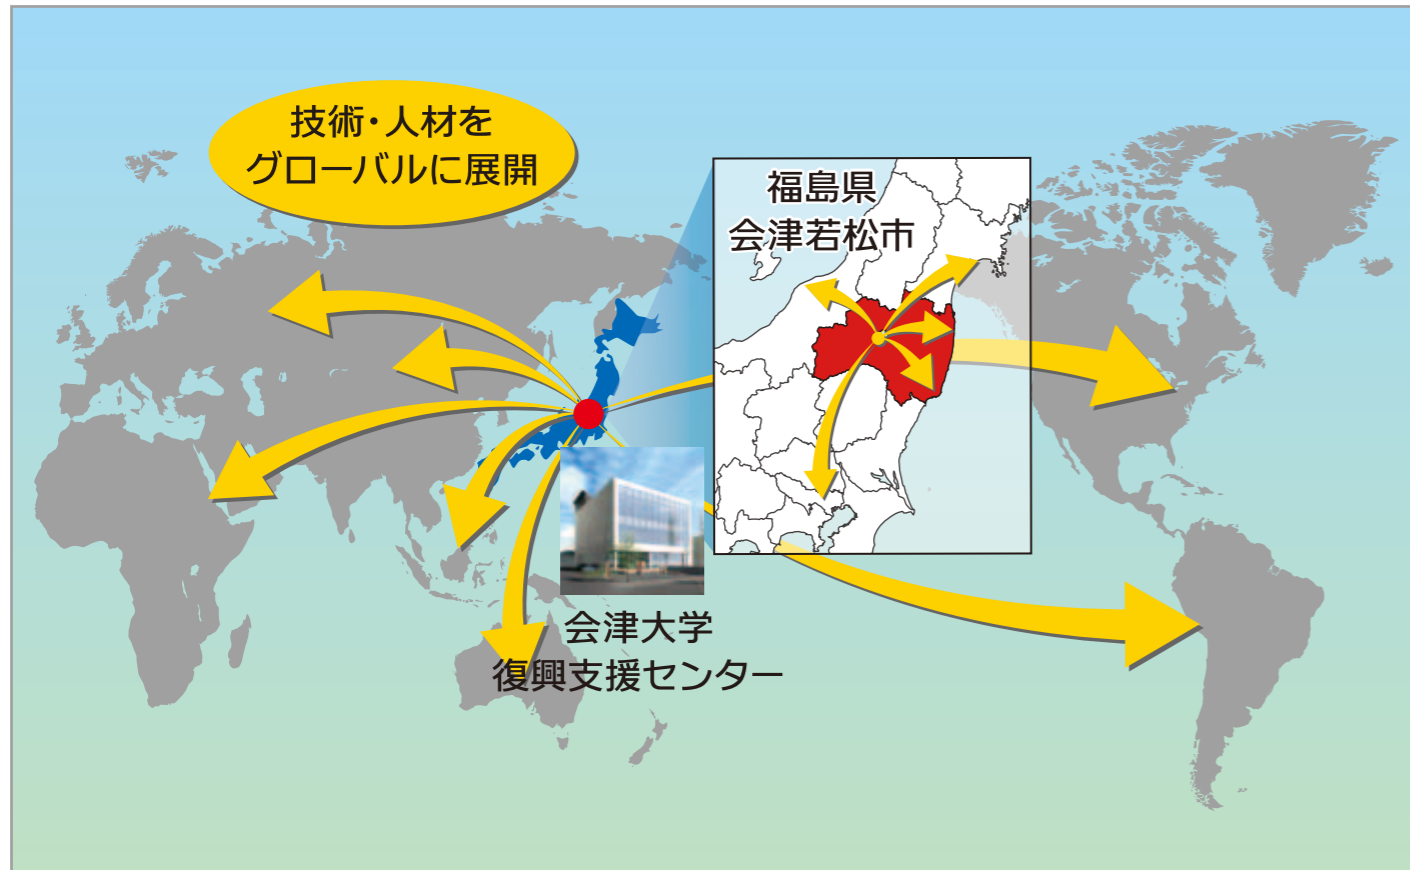 技術・人材を
グローバルに展開
福島県
会津若松市
会津大学
復興支援センター